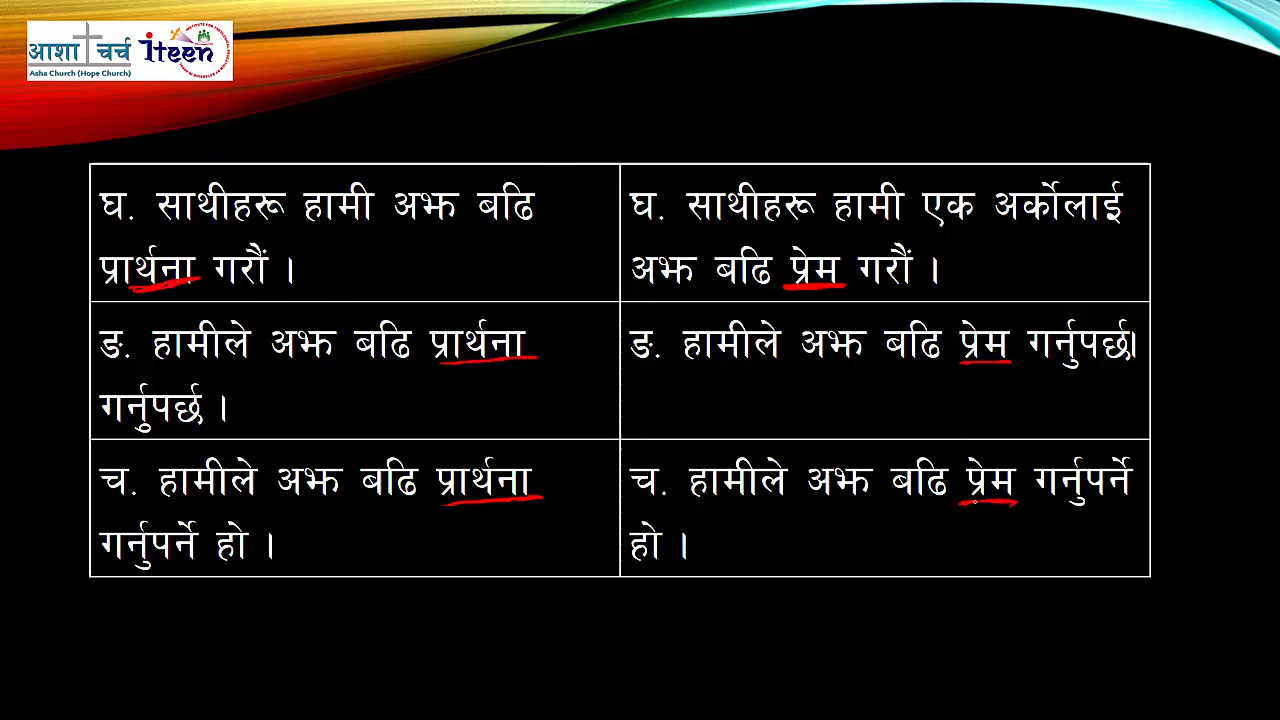 आशा चर्च iteen
Asha Church (Hope Church)
घ. साथीहरू हामी अझ बढि
प्रार्थना गरौं ।
घ. साथीहरू हामी एक अर्कोलाई
अझ बढि प्रेम गरौं ।
ङ. हामीले अझ बढि प्रार्थना
गर्नुपर्छ ।
ङ. हामीले अझ बढि प्रेम गर्नुपर्छ।
च. हामीले अझ बढि प्रार्थना
गर्नुपर्ने हो ।
च. हामीले अझ बढि प्रेम गर्नुपर्ने
हो ।